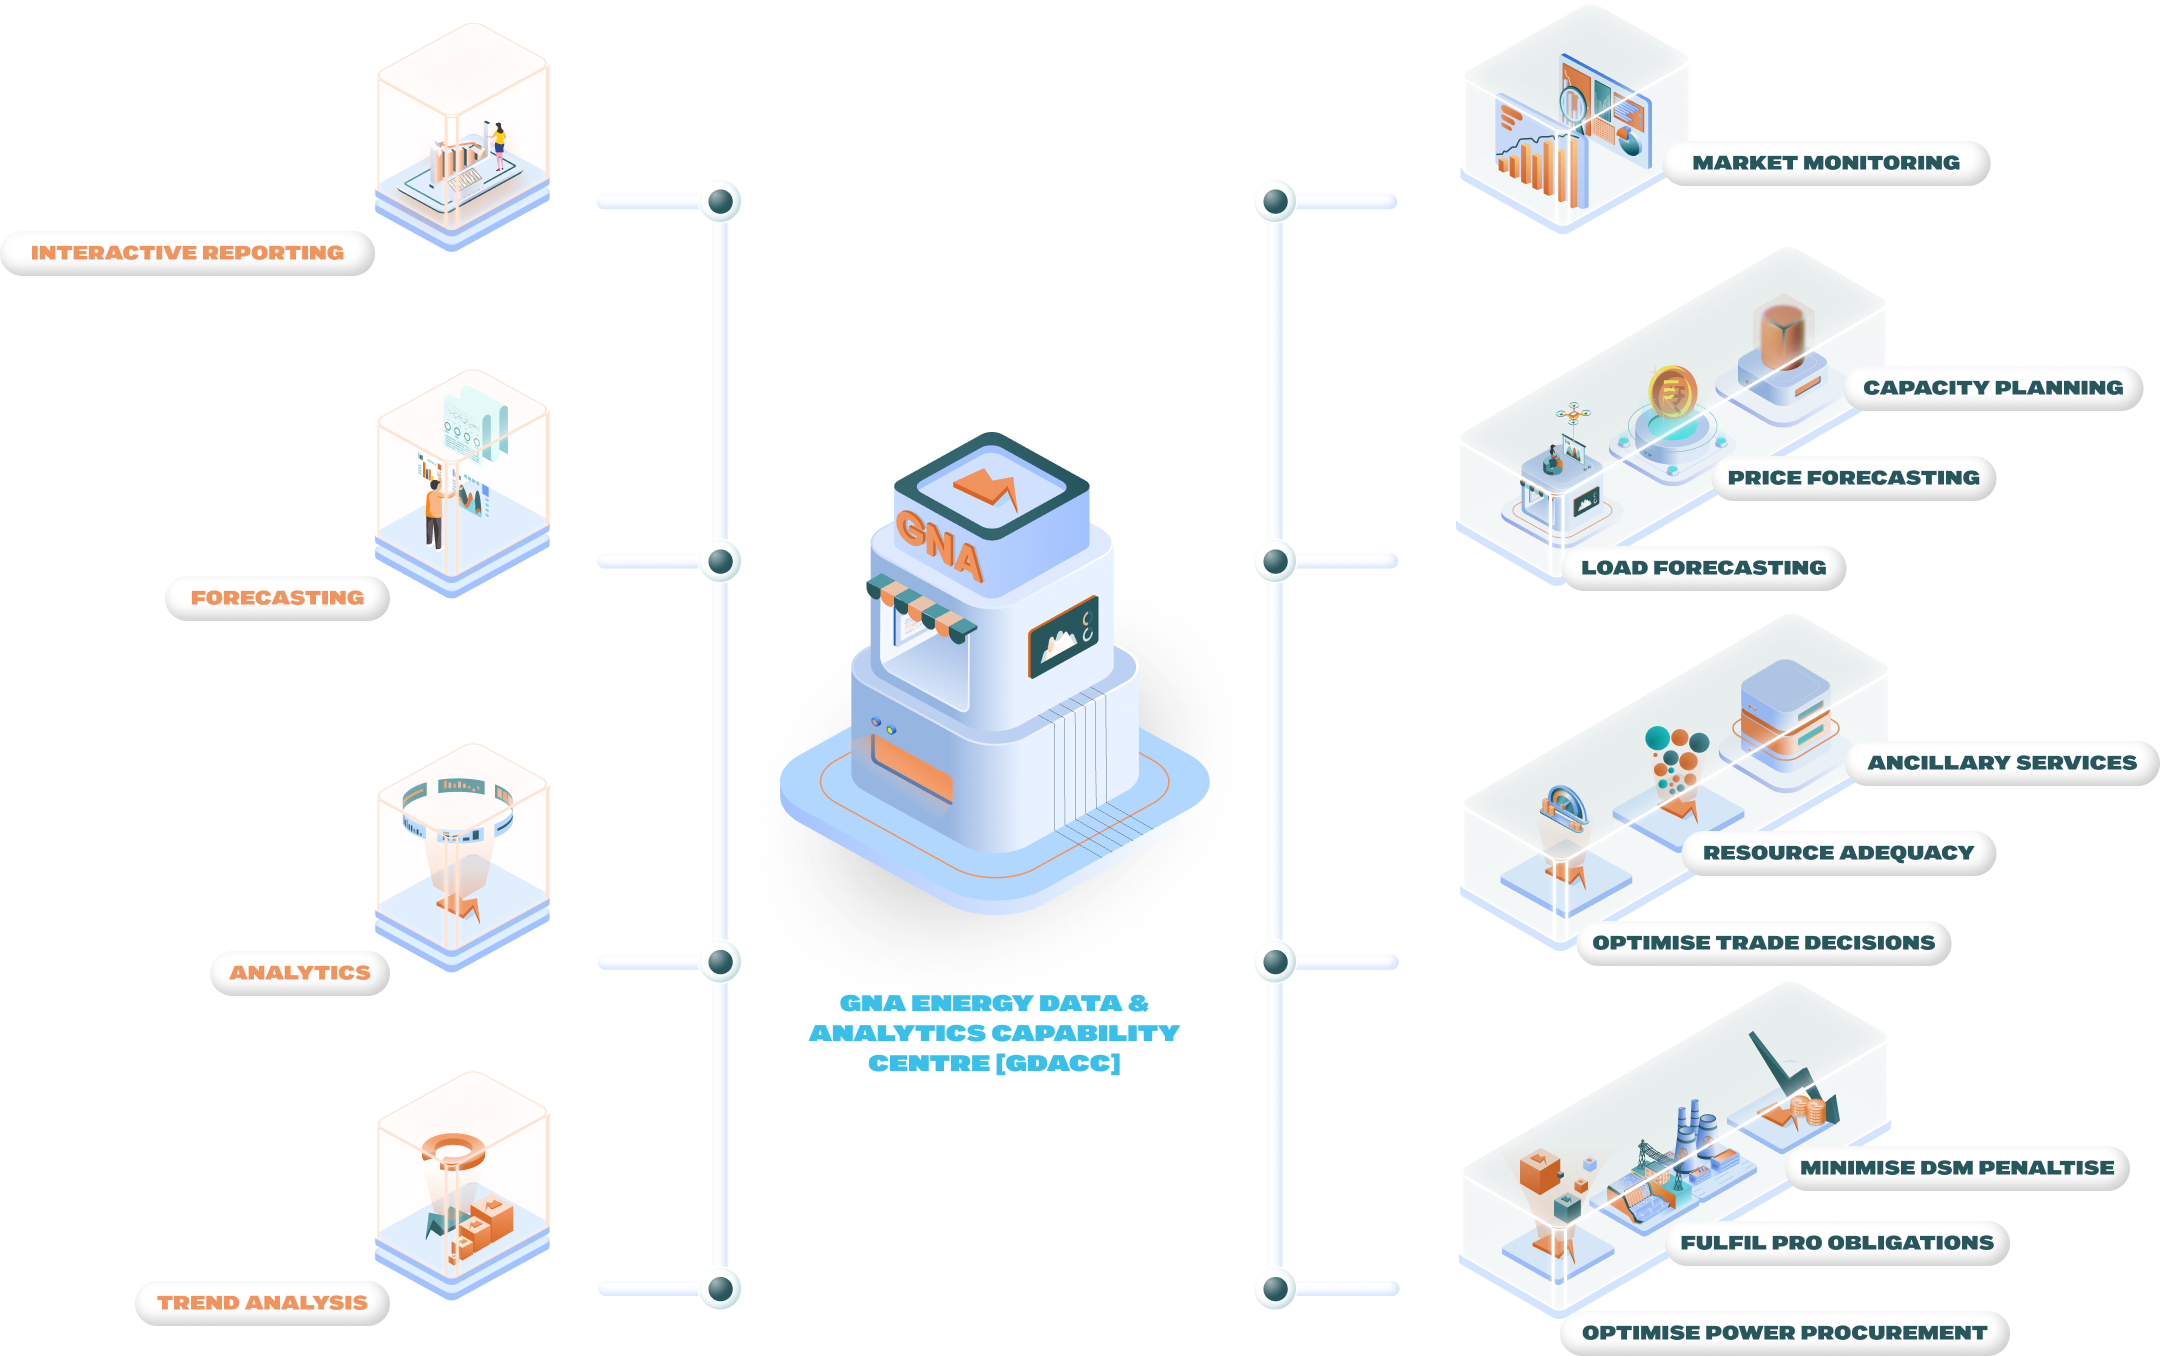 INTERACTIVE REPORTING
FORECASTING
ANALYTICS
TREND ANALYSIS
GNA
GNA ENERGY DATA &
ANALYTICS CAPABILITY
CENTRE [GDACC]
MARKET MONITORING
CAPACITY PLANNING
PRICE FORECASTING
LOAD FORECASTING
ANCILLARY SERVICES
RESOURCE ADEQUACY
OPTIMISE TRADE DECISIONS
MINIMISE DSM PENALTISE
FULFIL PRO OBLIGATIONS
OPTIMISE POWER PROCUREMENT